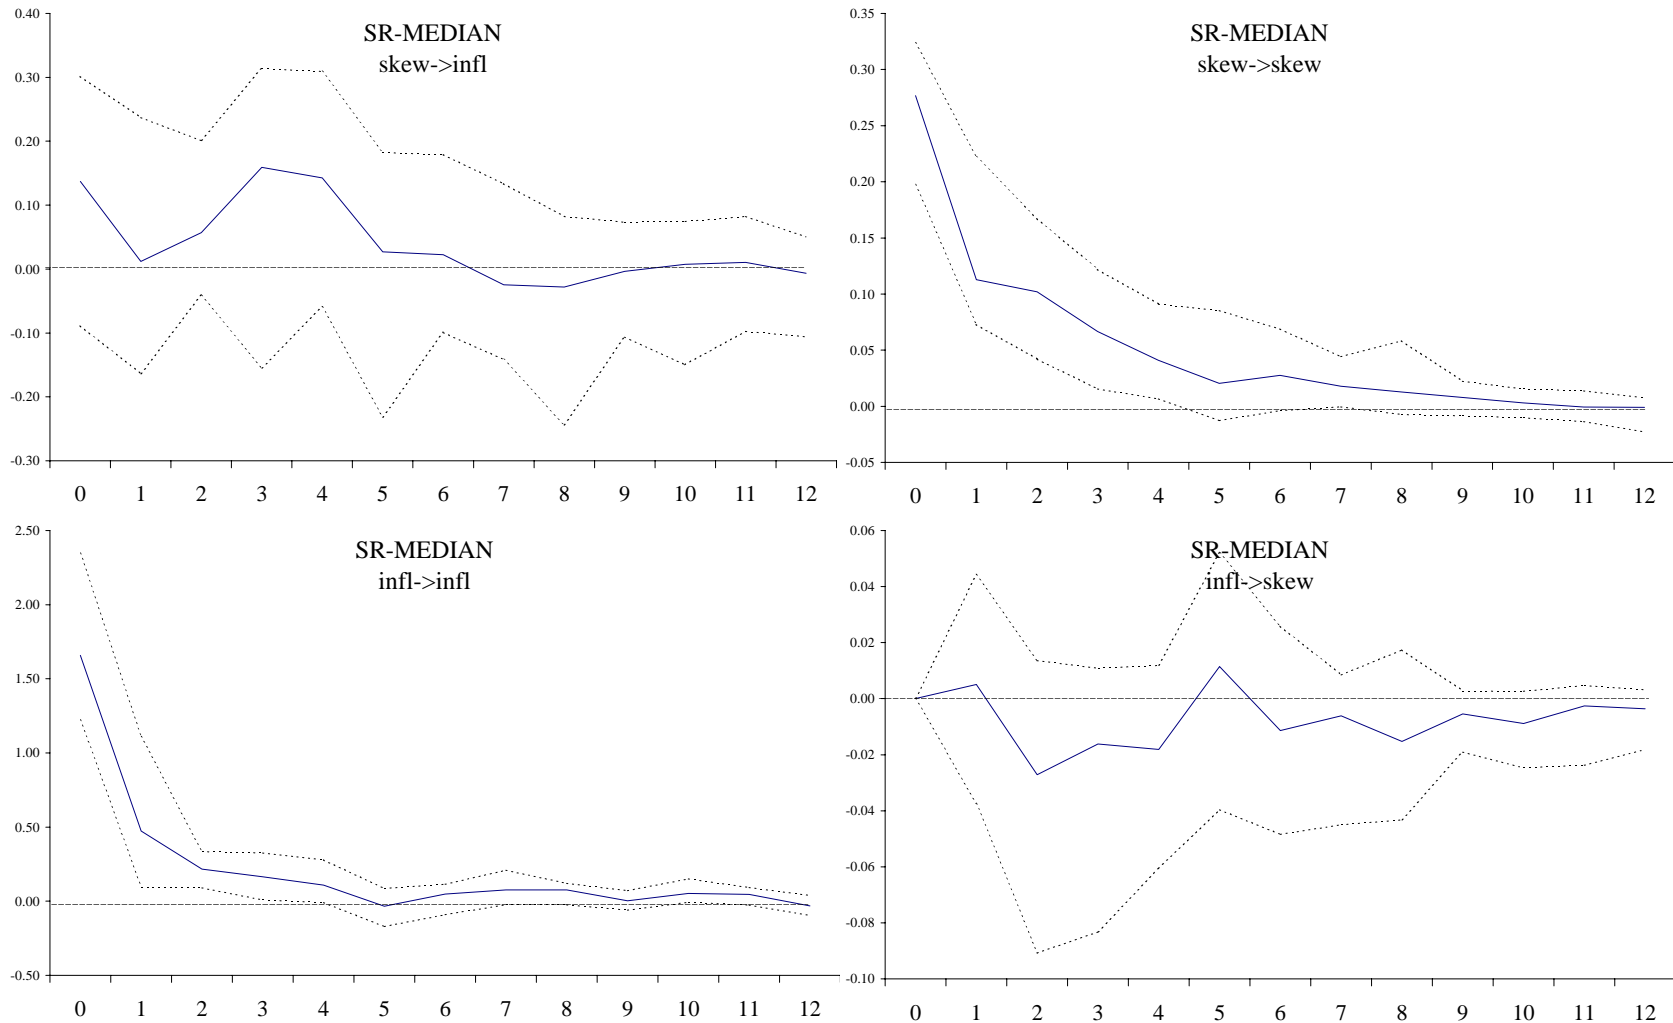 SR-MEDIAN
skew->infl
0.40
0.30
0.20
0.10
0.00
-0.10
-0.20
-0.30
0 1 2 3 4 5 6 7 8 9 10 11 12
SR-MEDIAN
skew->skew
0.35
0.30
0.25
0.20
0.15
0.10
0.05
0.00
-0.05
0 1 2 3 4 5 6 7 8 9 10 11 12
SR-MEDIAN
infl->infl
2.50
2.00
1.50
1.00
0.50
0.00
-0.50
0 1 2 3 4 5 6 7 8 9 10 11 12
SR-MEDIAN
infl->skew
0.06
0.04
0.02
0.00
-0.02
-0.04
-0.06
-0.08
-0.10
0 1 2 3 4 5 6 7 8 9 10 11 12